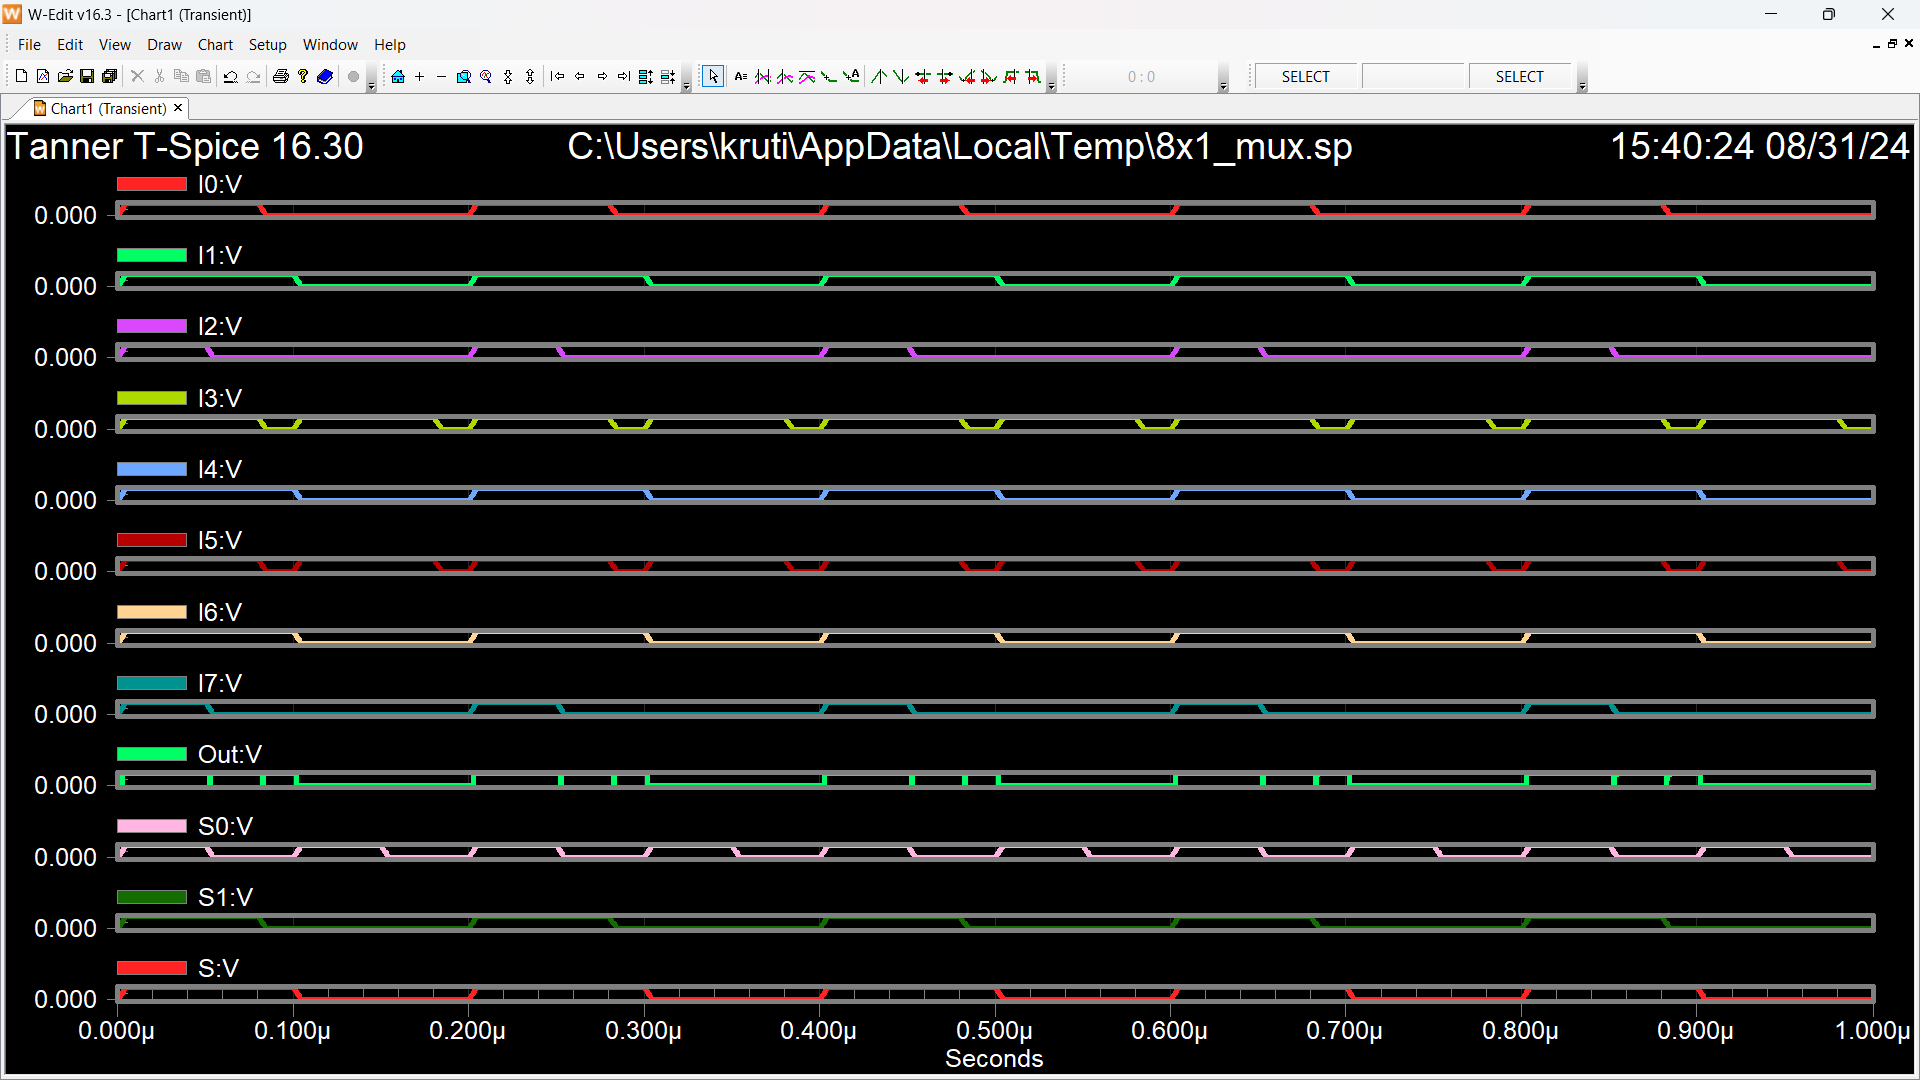 W-Edit v16.3 - [Chart1 (Transient)]
File Edit View Draw Chart Setup Window Help
0 : 0 SELECT SELECT
Chart1 (Transient)
Tanner T-Spice 16.30 C:\Users\kruti\AppData\Local\Temp\8x1_mux.sp 15:40:24 08/31/24
I0:V
0.000
I1:V
0.000
I2:V
0.000
I3:V
0.000
I4:V
0.000
I5:V
0.000
I6:V
0.000
I7:V
0.000
Out:V
0.000
S0:V
0.000
S1:V
0.000
S:V
0.000
0.000µ 0.100µ 0.200µ 0.300µ 0.400µ 0.500µ 0.600µ 0.700µ 0.800µ 0.900µ 1.000µ
Seconds